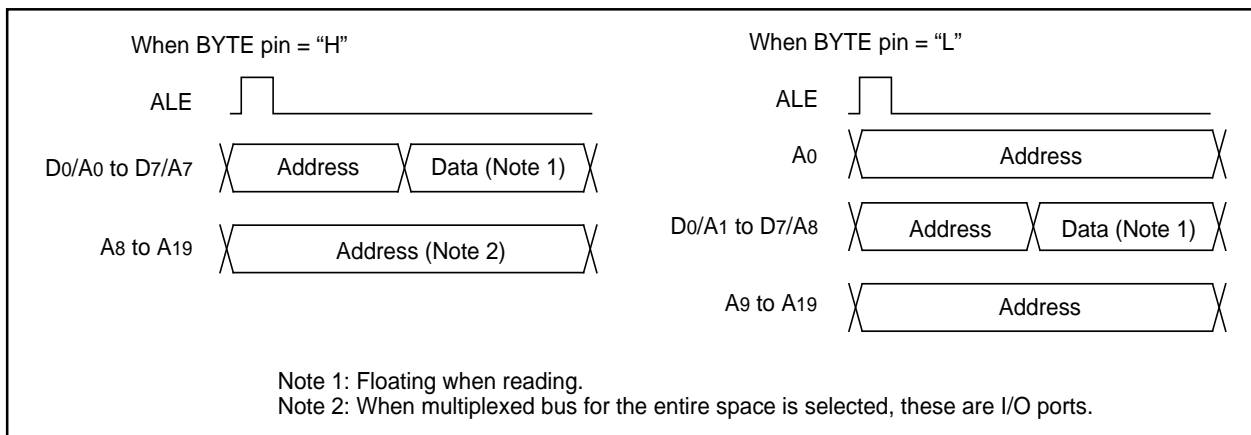 When BYTE pin = “H”
ALE
D0/A0 to D7/A7
Address
Data (Note 1)
A8 to A19
Address (Note 2)
When BYTE pin = “L”
ALE
A0
Address
D0/A1 to D7/A8
Address
Data (Note 1)
A9 to A19
Address
Note 1: Floating when reading.
Note 2: When multiplexed bus for the entire space is selected, these are I/O ports.